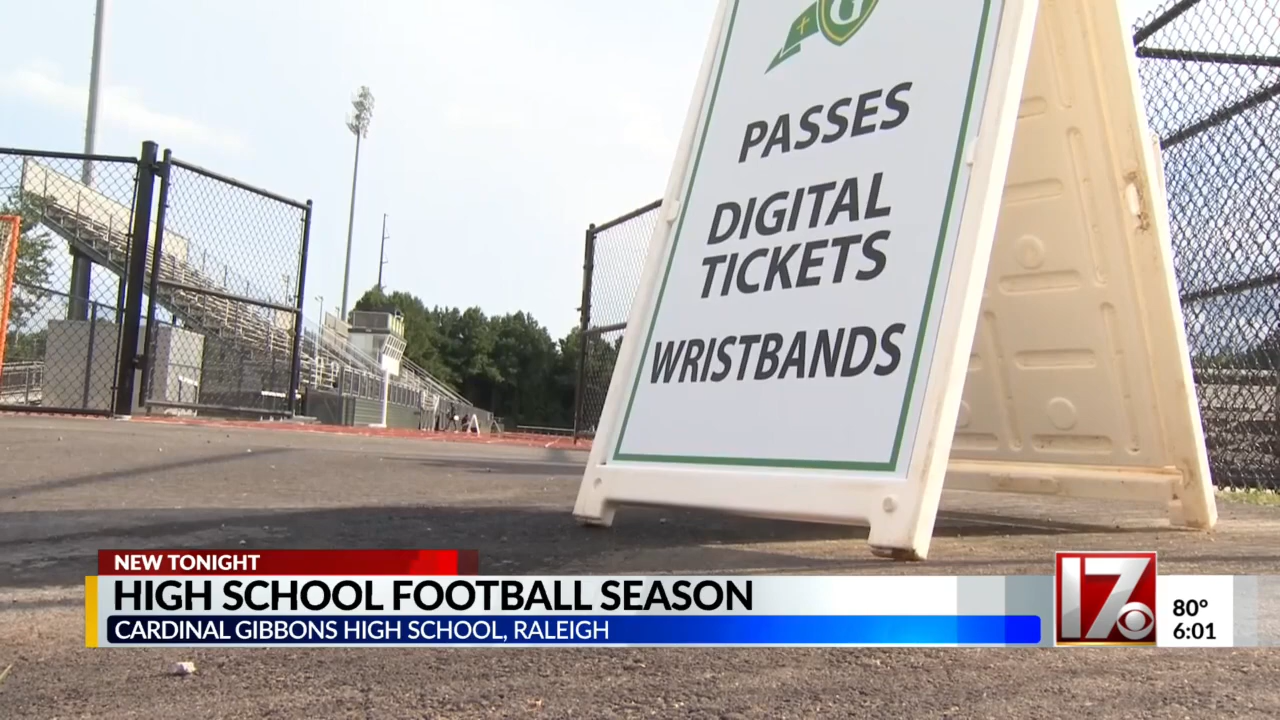 G
PASSES
DIGITAL
TICKETS
WRISTBANDS
NEW TONIGHT
HIGH SCHOOL FOOTBALL SEASON
CARDINAL GIBBONS HIGH SCHOOL, RALEIGH
17
80°
6:01